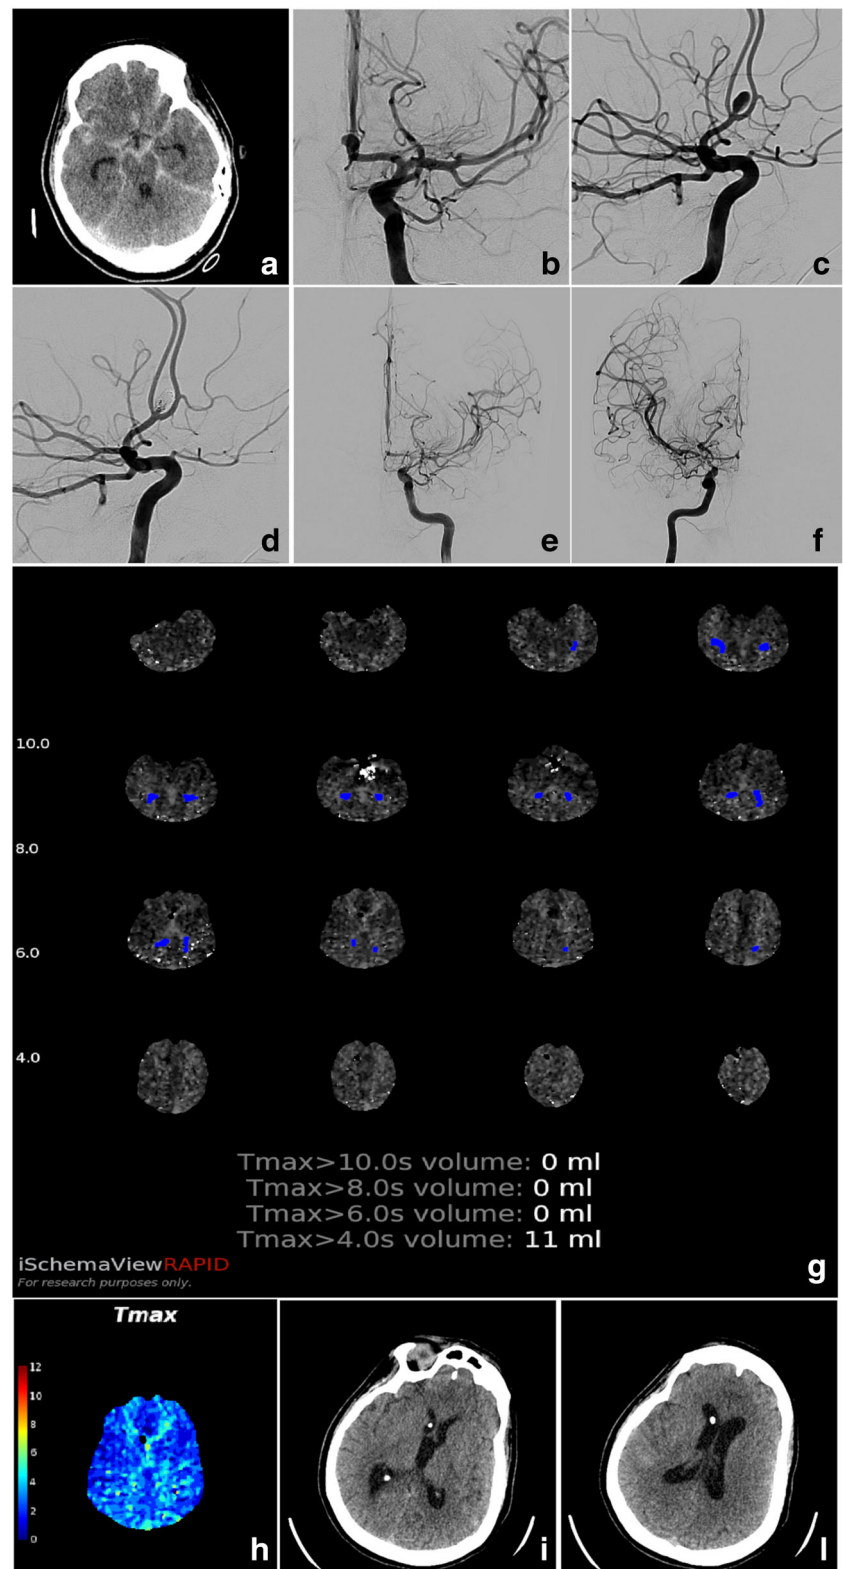 a
b
c
d
e
f
10.0
8.0
6.0
4.0
Tmax>10.0s volume: 0 ml
Tmax>8.0s volume: 0 ml
Tmax>6.0s volume: 0 ml
Tmax>4.0s volume: 11 ml
iSchemaViewRAPID
For research purposes only.
g
Tmax
12
10
8
6
4
2
0
h
i
l